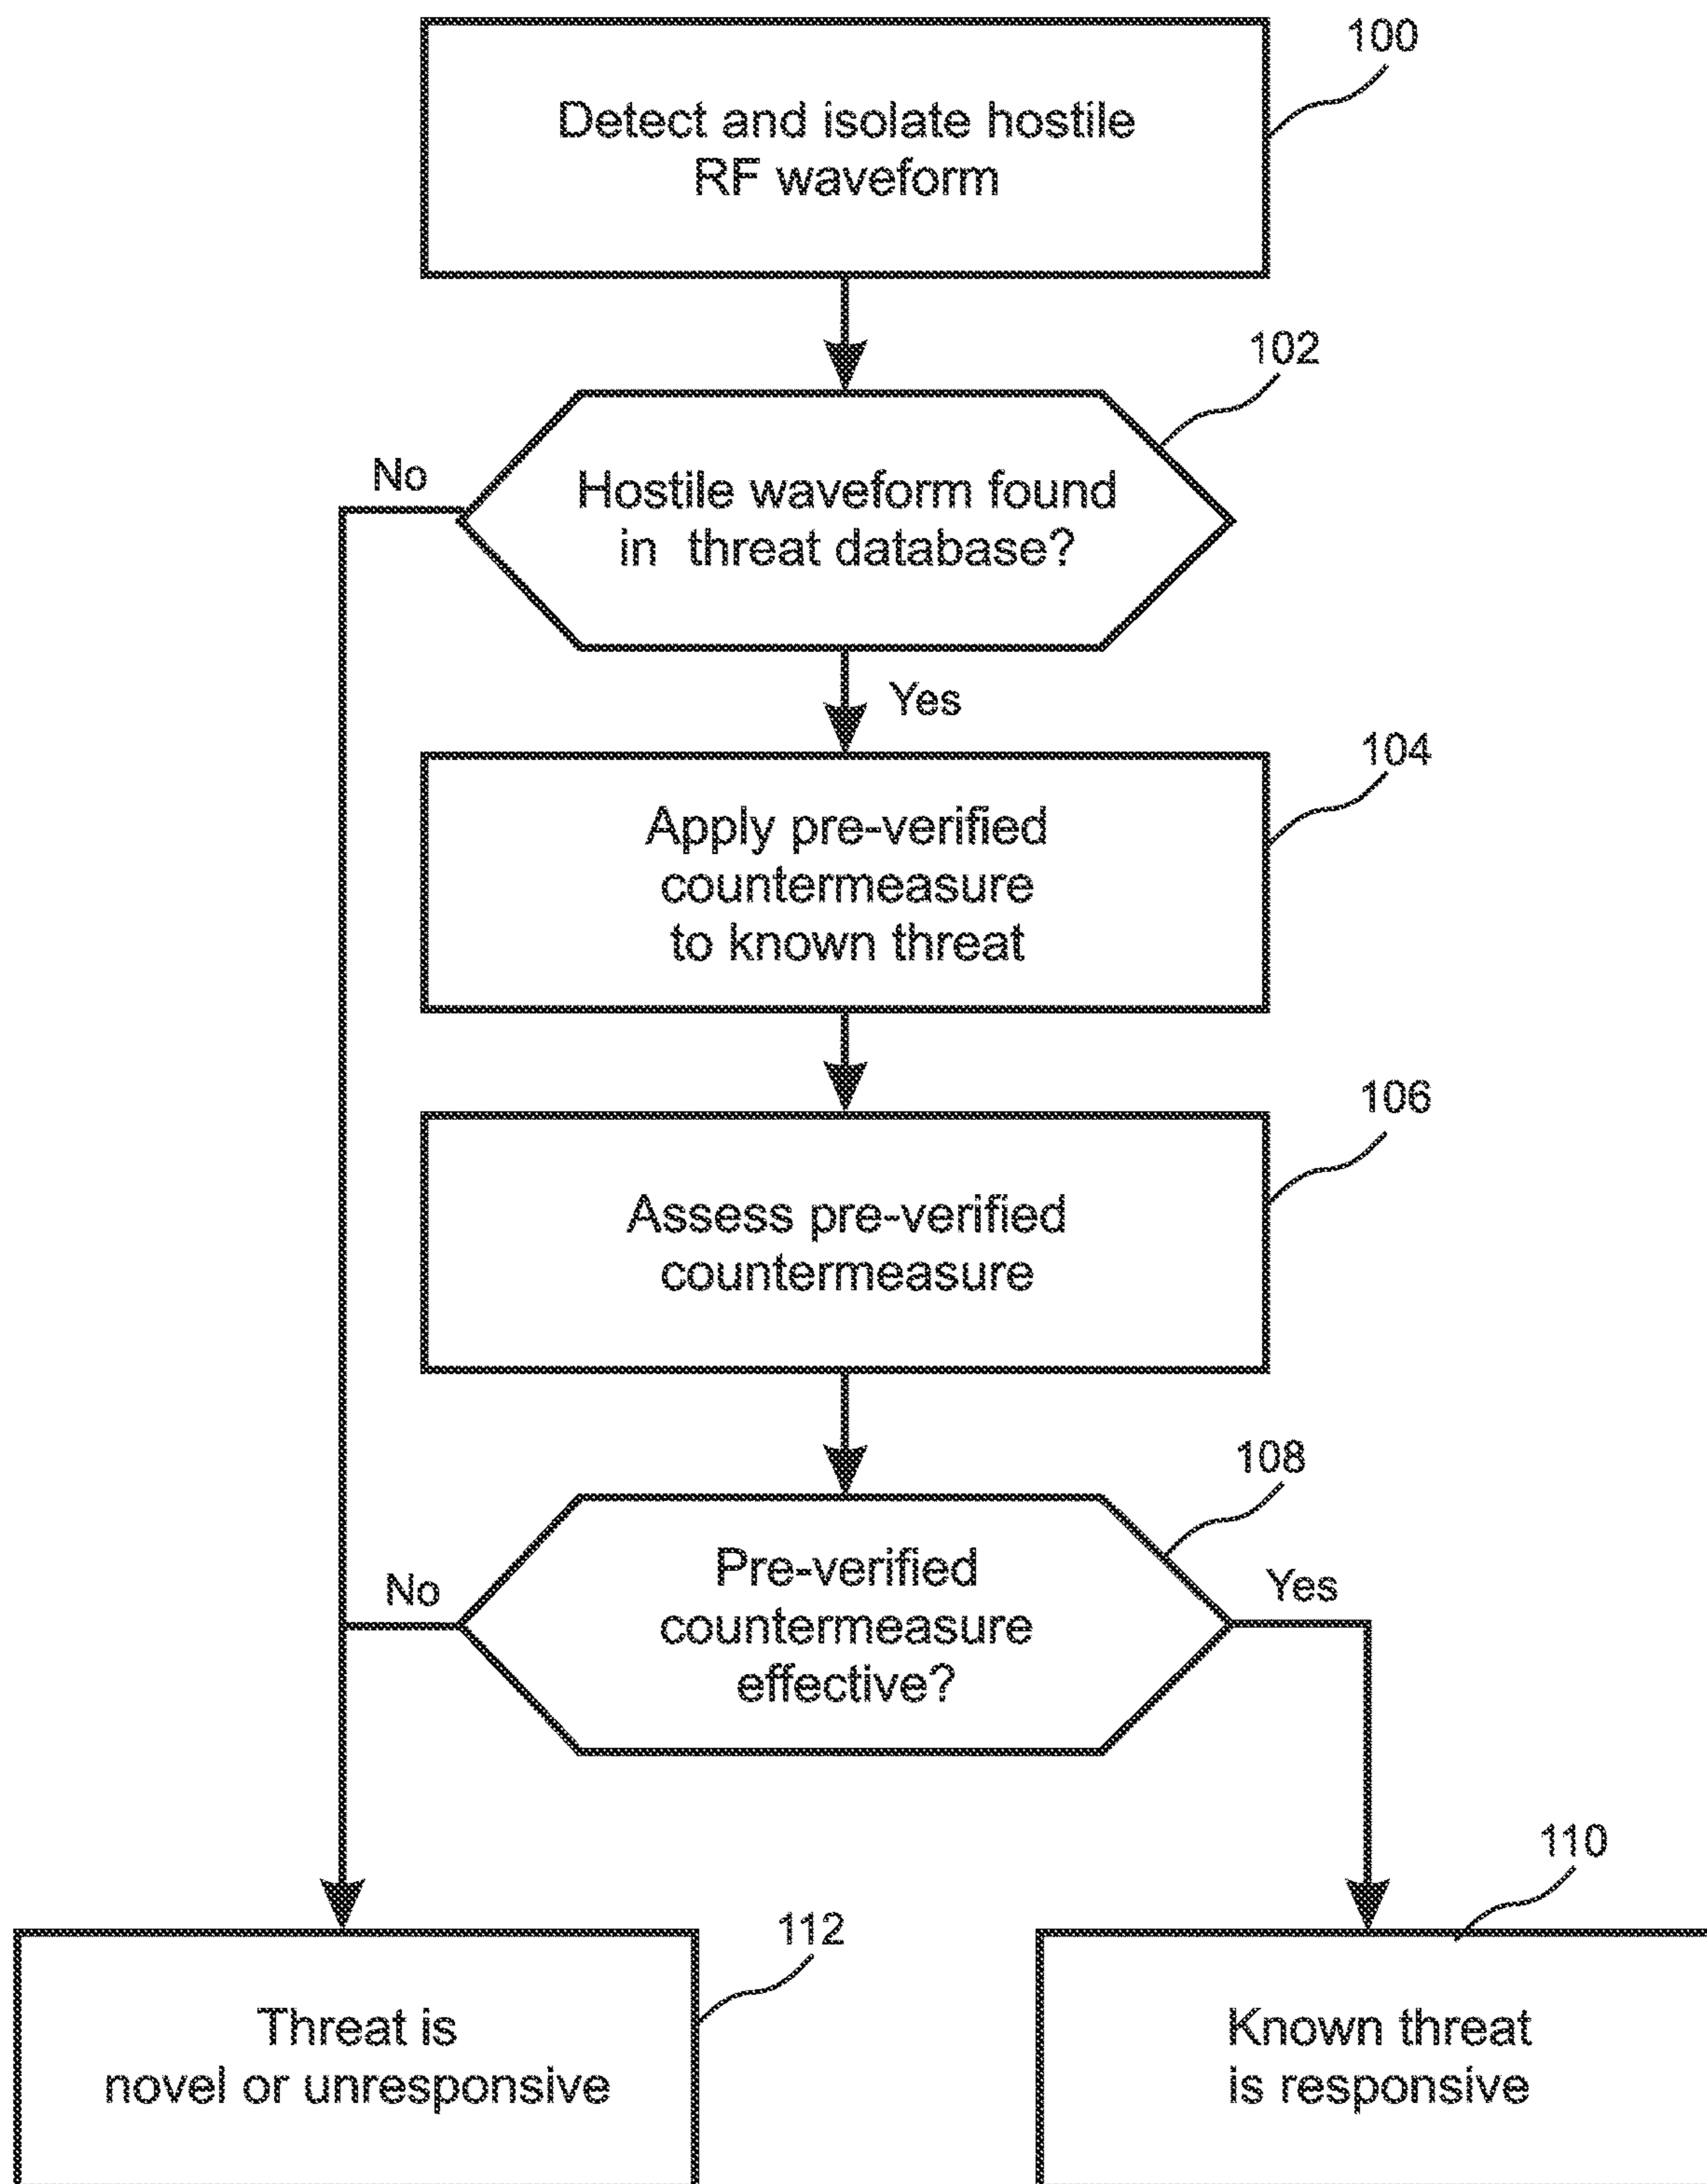 100
Detect and isolate hostile
RF waveform
102
No
Hostile waveform found
in threat database?
Yes
104
Apply pre-verified
countermeasure
to known threat
106
Assess pre-verified
countermeasure
108
No
Pre-verified
countermeasure
effective?
Yes
110
112
Threat is
novel or unresponsive
Known threat
is responsive